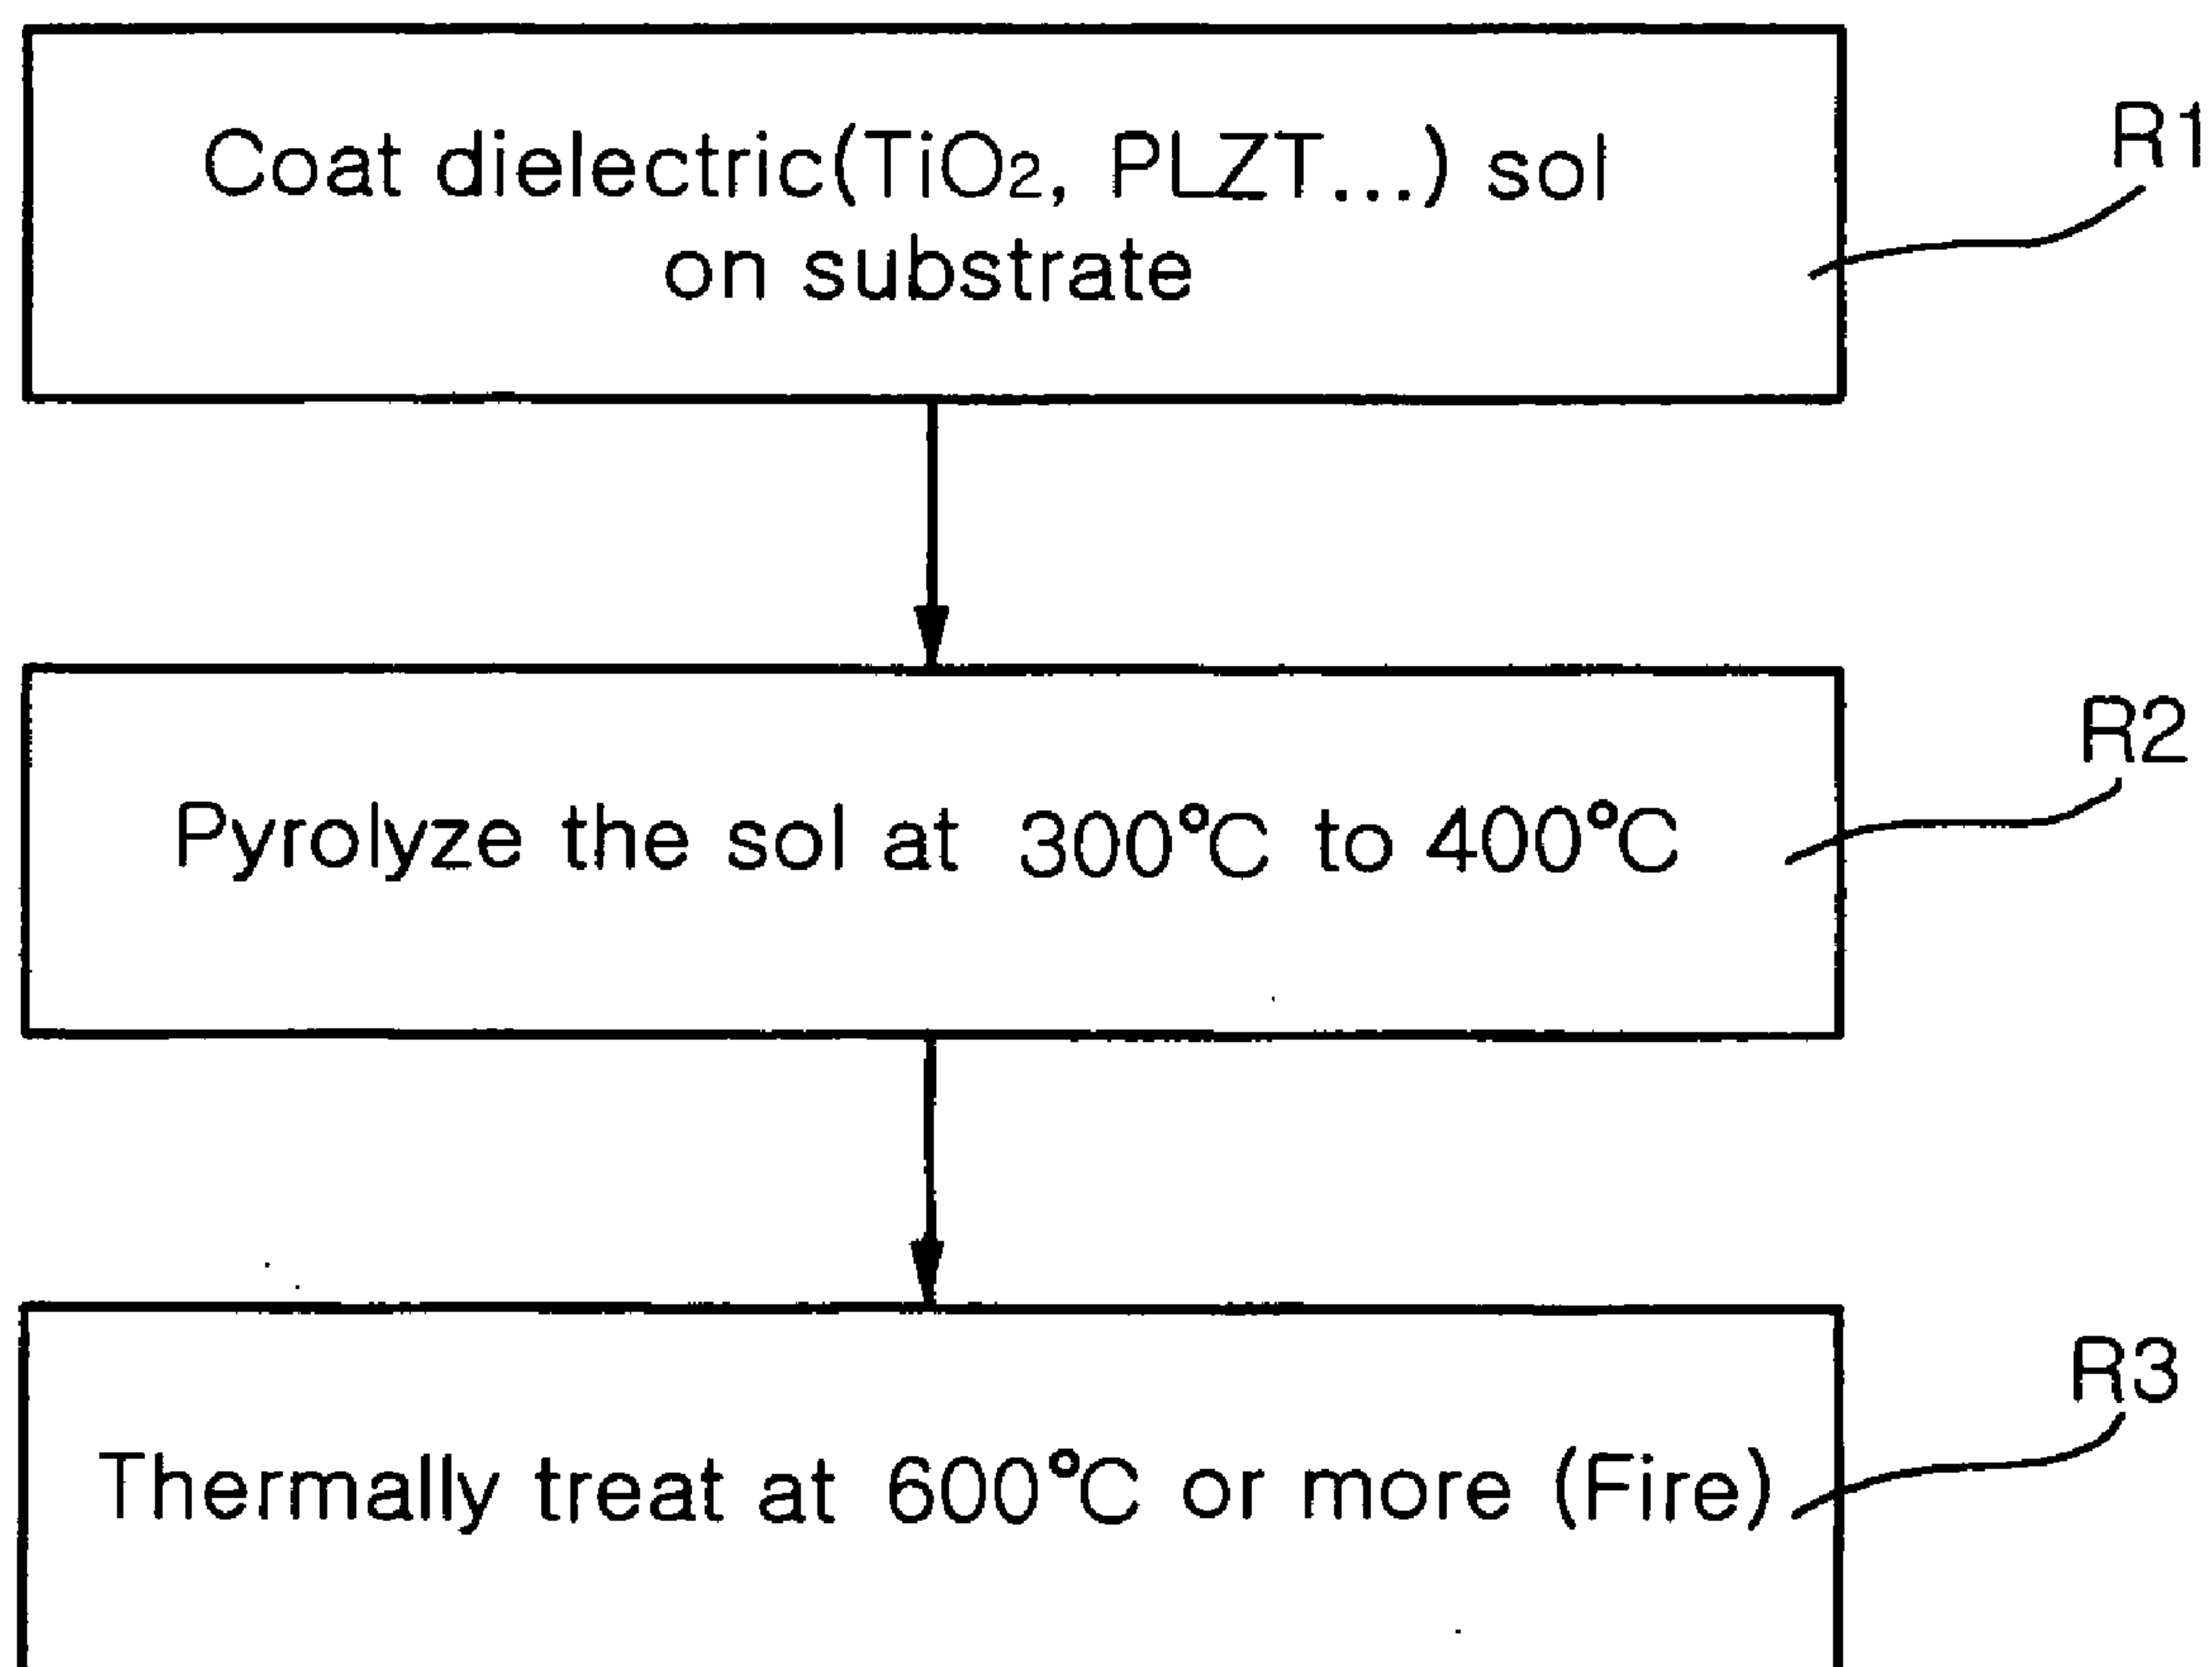 Coat dielectric(TiO₂, PLZT...) sol
on substrate
R1
Pyrolyze the sol at 300℃ to 400℃
R2
Thermally treat at 600℃ or more (Fire)
R3